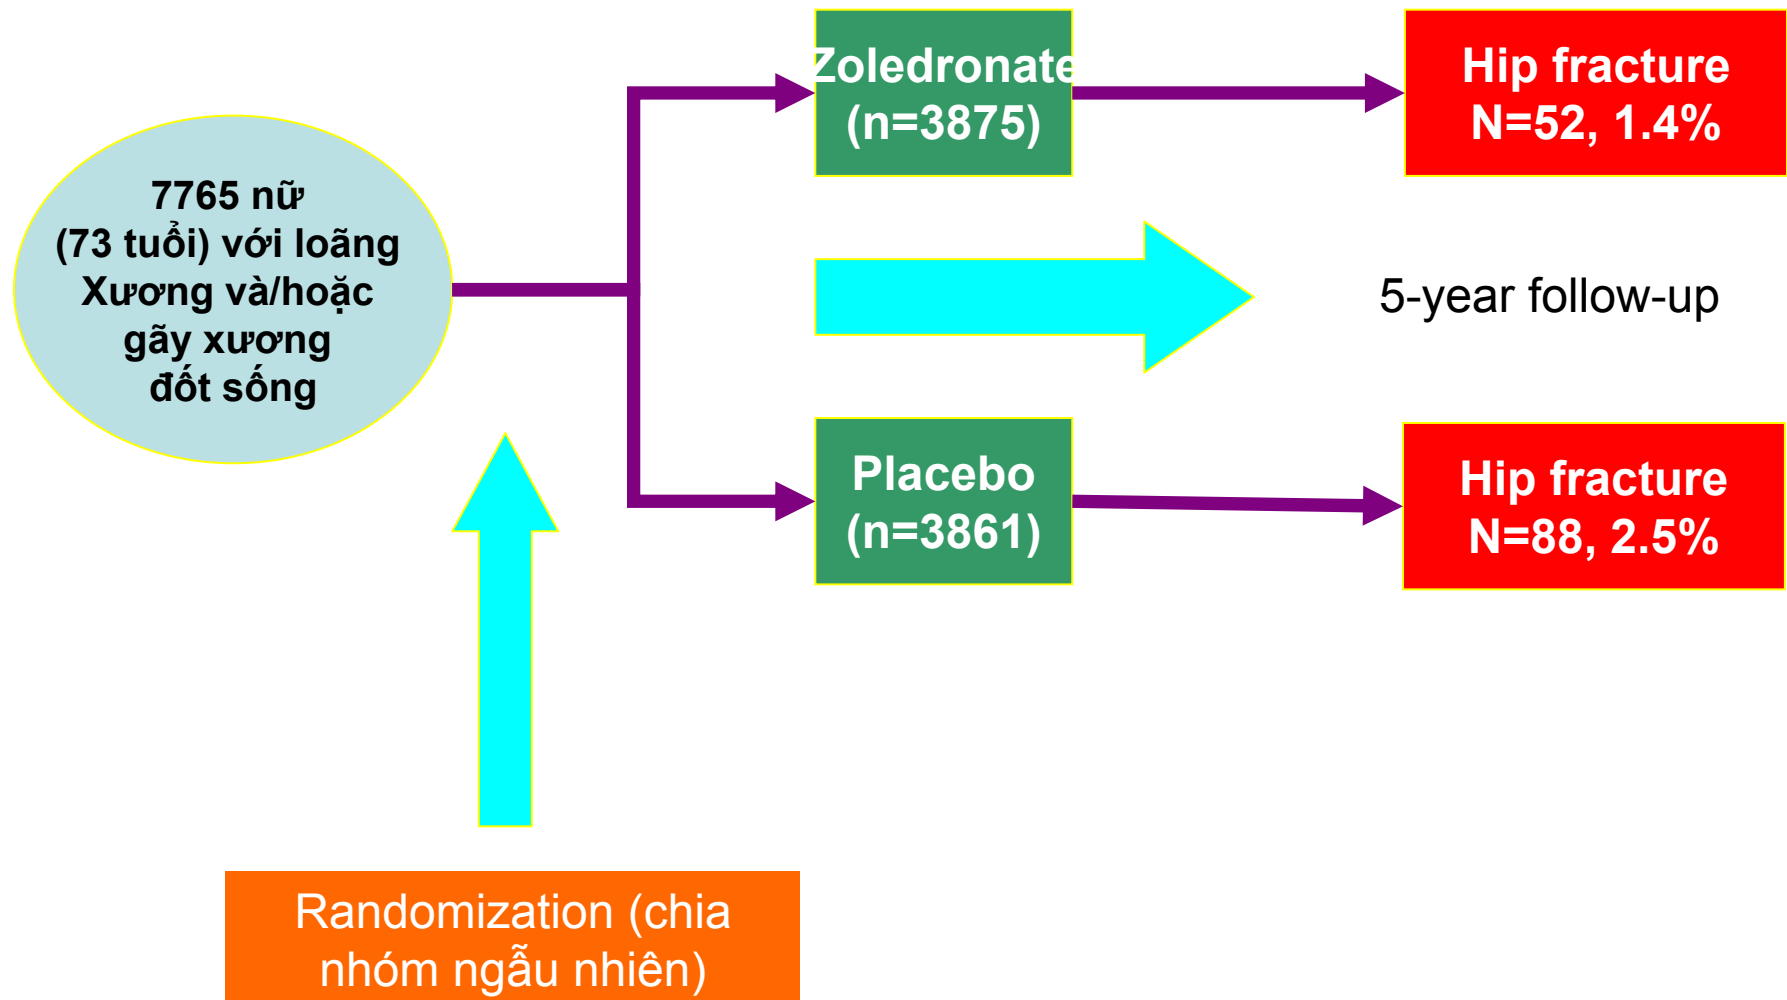 7765 nữ
(73 tuổi) với loãng
Xương và/hoặc
gãy xương
đốt sống
Zoledronate
(n=3875)
Hip fracture
N=52, 1.4%
5-year follow-up
Placebo
(n=3861)
Hip fracture
N=88, 2.5%
Randomization (chia
nhóm ngẫu nhiên)